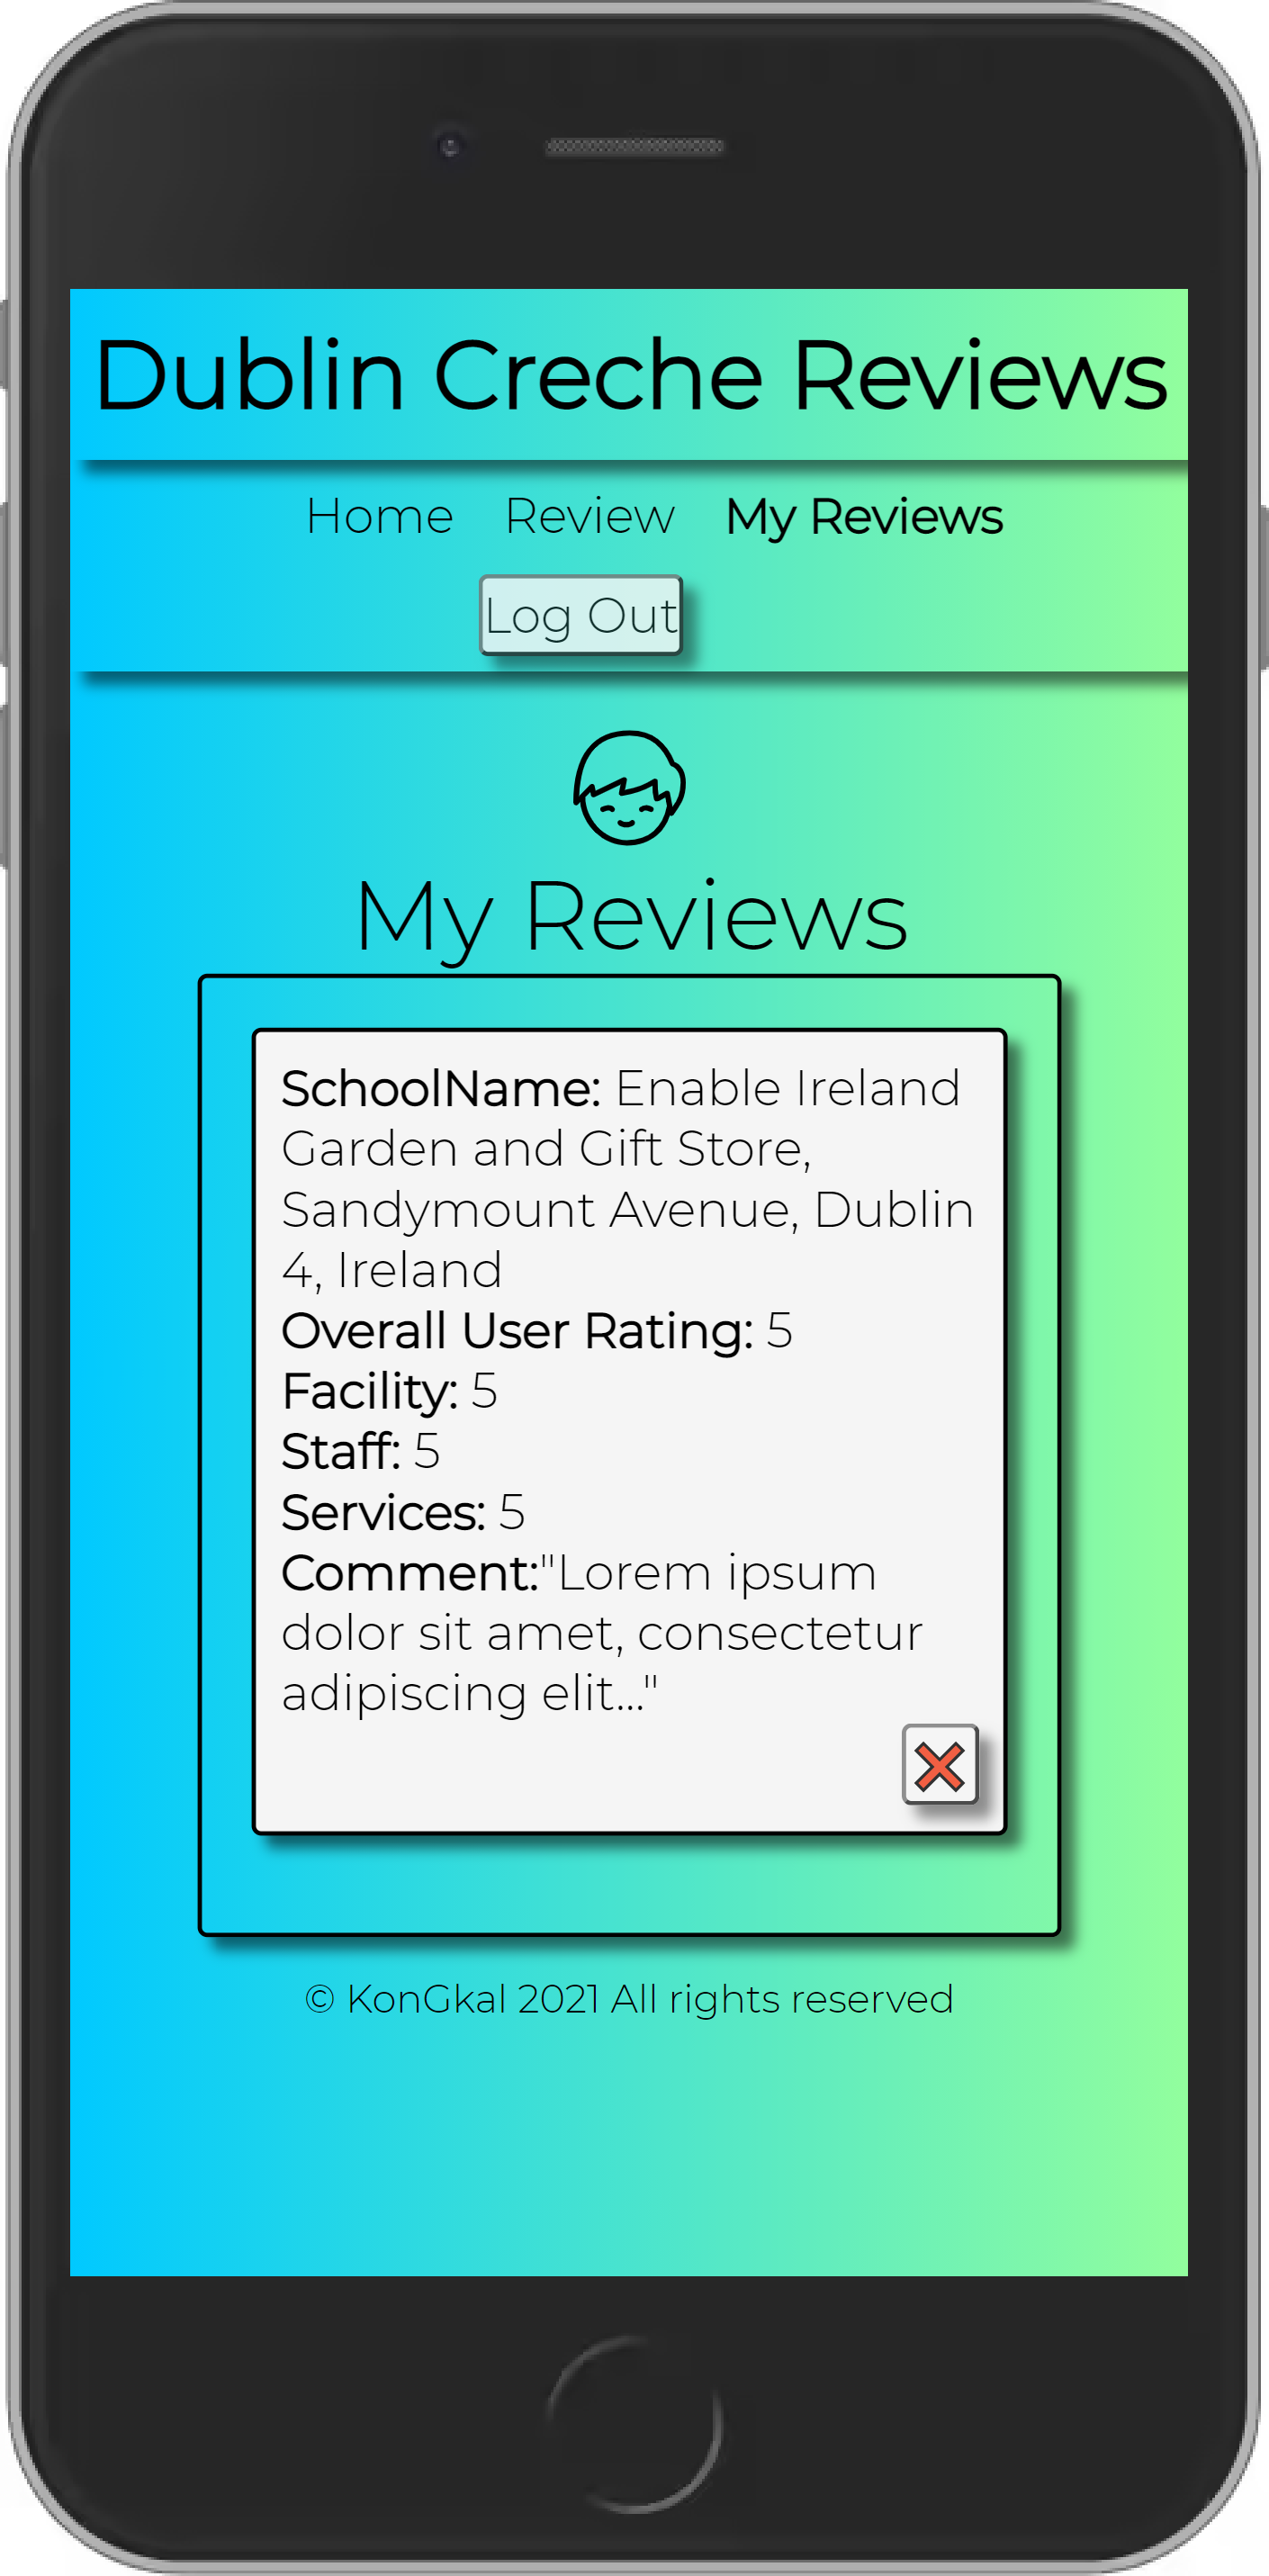 Dublin Creche Reviews
Home Review My Reviews
Log Out
My Reviews
SchoolName: Enable Ireland
Garden and Gift Store,
Sandymount Avenue, Dublin
4, Ireland
Overall User Rating: 5
Facility: 5
Staff: 5
Services: 5
Comment:"Lorem ipsum
dolor sit amet, consectetur
adipiscing elit..."
© KonGkal 2021 All rights reserved